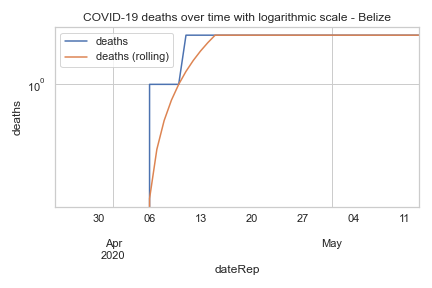 COVID-19 deaths over time with logarithmic scale - Belize
deaths
deaths (rolling)
10⁰
deaths
30 06 13 20 27 04 11
Apr May
2020
dateRep